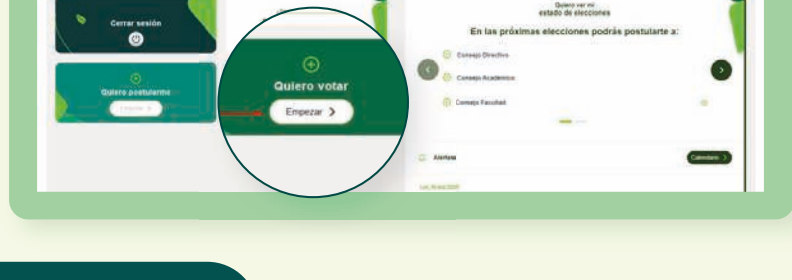 Cerrar sesión
Quiero postularme
Empezar
Quiero votar
Empezar
Quiero ver mi
estado de elecciones
En las próximas elecciones podrás postularte a:
Consejo Directivo
Consejo Académico
Consejo Facultad
Alertas
Calendario